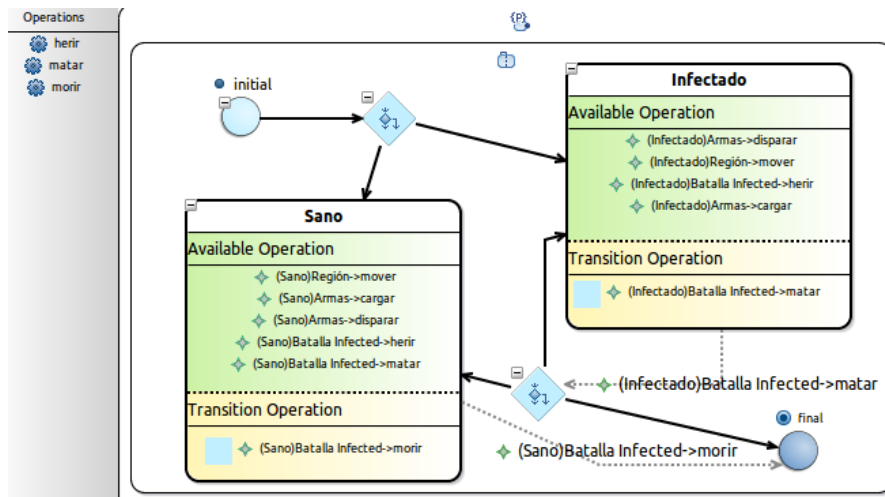 Operations
herir
matar
morir
{P}
initial
Infectado
Available Operation
(Infectado)Armas->disparar
(Infectado)Región->mover
(Infectado)Batalla Infected->herir
(Infectado)Armas->cargar
Transition Operation
(Infectado)Batalla Infected->matar
Sano
Available Operation
(Sano)Región->mover
(Sano)Armas->cargar
(Sano)Armas->disparar
(Sano)Batalla Infected->herir
(Sano)Batalla Infected->matar
Transition Operation
(Sano)Batalla Infected->morir
(Infectado)Batalla Infected->matar
final
(Sano)Batalla Infected->morir